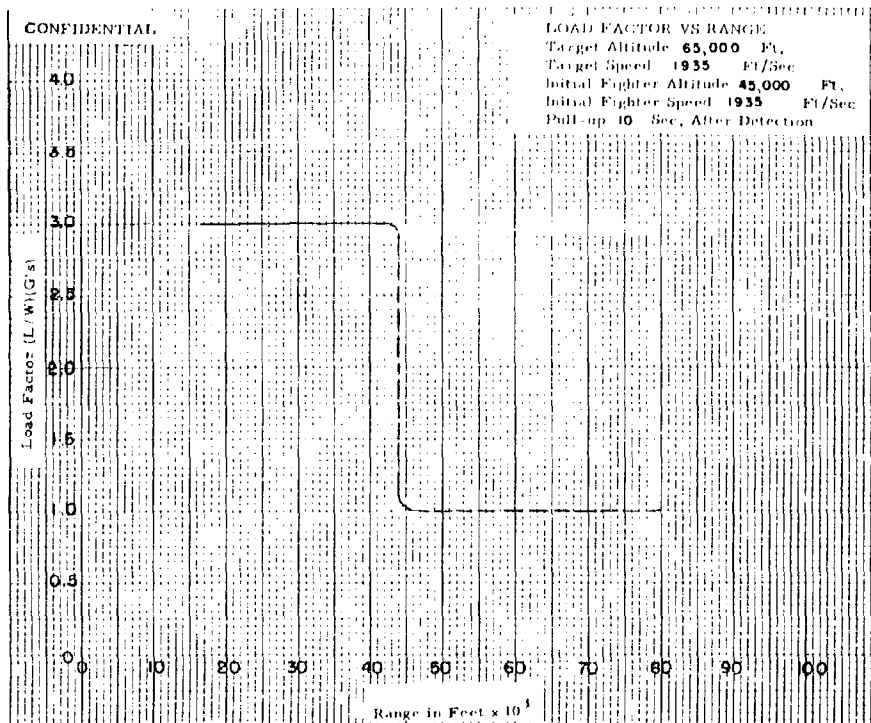 CONFIDENTIAL
LOAD FACTOR VS RANGE
Target Altitude 65,000 Ft,
Target Speed 1935 Ft/Sec
Initial Fighter Altitude 45,000 Ft,
Initial Fighter Speed 1935 Ft/Sec
Pull-up 10 Sec, After Detection
4.0
3.5
3.0
2.5
2.0
1.5
1.0
0.5
0
Load Factor (L/W)(G's)
0 10 20 30 40 50 60 70 80 90 100
Range in Feet x 10³